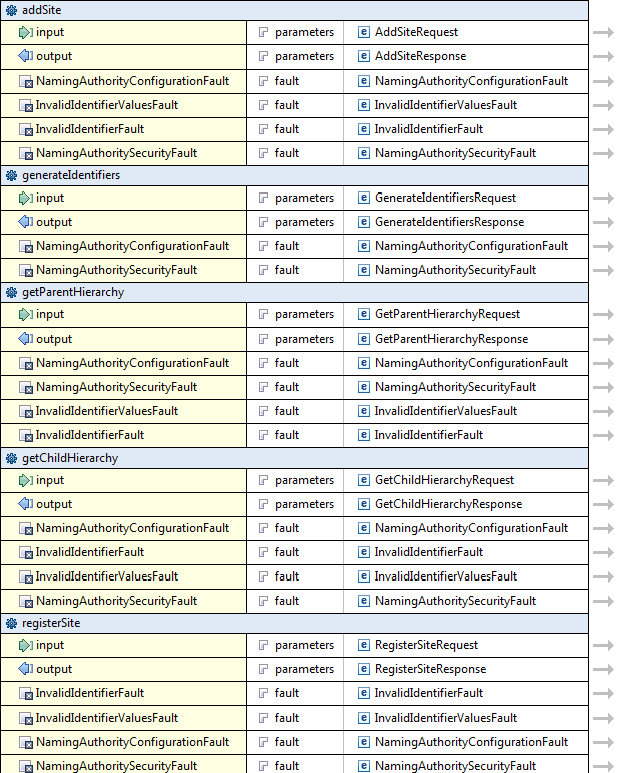 addSite
input parameters e AddSiteRequest
output parameters e AddSiteResponse
NamingAuthorityConfigurationFault fault e NamingAuthorityConfigurationFault
InvalidIdentifierValuesFault fault e InvalidIdentifierValuesFault
InvalidIdentifierFault fault e InvalidIdentifierFault
NamingAuthoritySecurityFault fault e NamingAuthoritySecurityFault
generateIdentifiers
input parameters e GenerateIdentifiersRequest
output parameters e GenerateIdentifiersResponse
NamingAuthorityConfigurationFault fault e NamingAuthorityConfigurationFault
NamingAuthoritySecurityFault fault e NamingAuthoritySecurityFault
getParentHierarchy
input parameters e GetParentHierarchyRequest
output parameters e GetParentHierarchyResponse
NamingAuthorityConfigurationFault fault e NamingAuthorityConfigurationFault
NamingAuthoritySecurityFault fault e NamingAuthoritySecurityFault
InvalidIdentifierValuesFault fault e InvalidIdentifierValuesFault
InvalidIdentifierFault fault e InvalidIdentifierFault
getChildHierarchy
input parameters e GetChildHierarchyRequest
output parameters e GetChildHierarchyResponse
NamingAuthorityConfigurationFault fault e NamingAuthorityConfigurationFault
InvalidIdentifierFault fault e InvalidIdentifierFault
InvalidIdentifierValuesFault fault e InvalidIdentifierValuesFault
NamingAuthoritySecurityFault fault e NamingAuthoritySecurityFault
registerSite
input parameters e RegisterSiteRequest
output parameters e RegisterSiteResponse
InvalidIdentifierFault fault e InvalidIdentifierFault
InvalidIdentifierValuesFault fault e InvalidIdentifierValuesFault
NamingAuthorityConfigurationFault fault e NamingAuthorityConfigurationFault
NamingAuthoritySecurityFault fault e NamingAuthoritySecurityFault